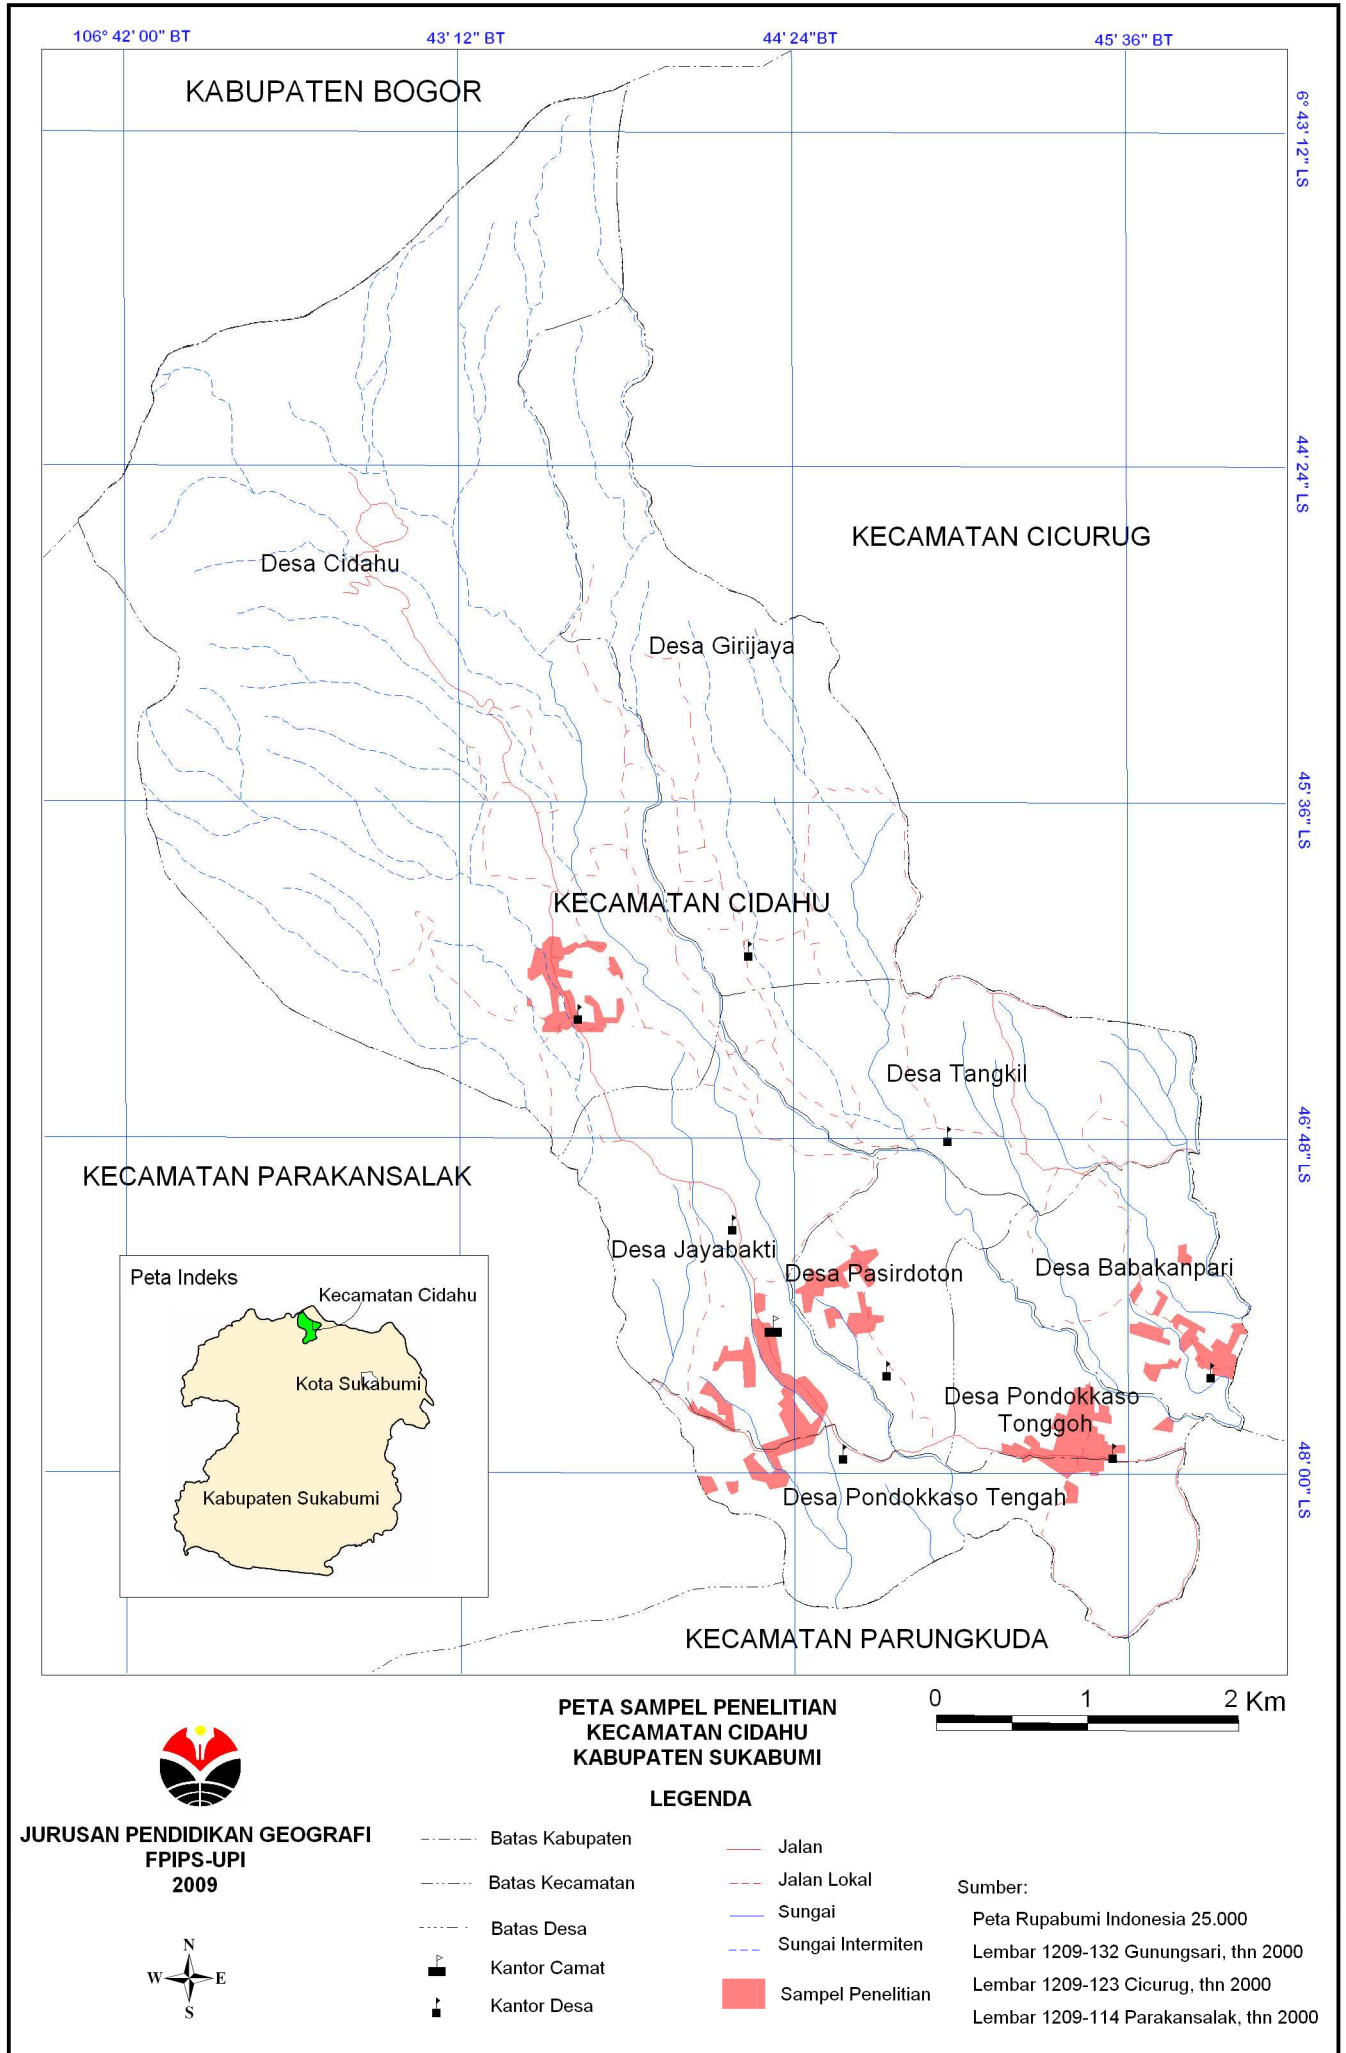 106° 42' 00" BT
43' 12" BT
44' 24"BT
45' 36" BT
KABUPATEN BOGOR
6° 43' 12" LS
44' 24" LS
KECAMATAN CICURUG
Desa Cidahu
Desa Girijaya
45' 36" LS
KECAMATAN CIDAHU
Desa Tangkil
46' 48" LS
KECAMATAN PARAKANSALAK
Desa Jayabakti
Desa Pasirdoton
Desa Babakanpari
Peta Indeks
Kecamatan Cidahu
Kota Sukabumi
Kabupaten Sukabumi
Desa Pondokkaso
Tonggoh
48' 00" LS
Desa Pondokkaso Tengah
KECAMATAN PARUNGKUDA
PETA SAMPEL PENELITIAN
KECAMATAN CIDAHU
KABUPATEN SUKABUMI
0 1 2 Km
LEGENDA
JURUSAN PENDIDIKAN GEOGRAFI
FPIPS-UPI
2009
N
W E
S
Batas Kabupaten
Batas Kecamatan
Batas Desa
Kantor Camat
Kantor Desa
Jalan
Jalan Lokal
Sungai
Sungai Intermiten
Sampel Penelitian
Sumber:
Peta Rupabumi Indonesia 25.000
Lembar 1209-132 Gunungsari, thn 2000
Lembar 1209-123 Cicurug, thn 2000
Lembar 1209-114 Parakansalak, thn 2000